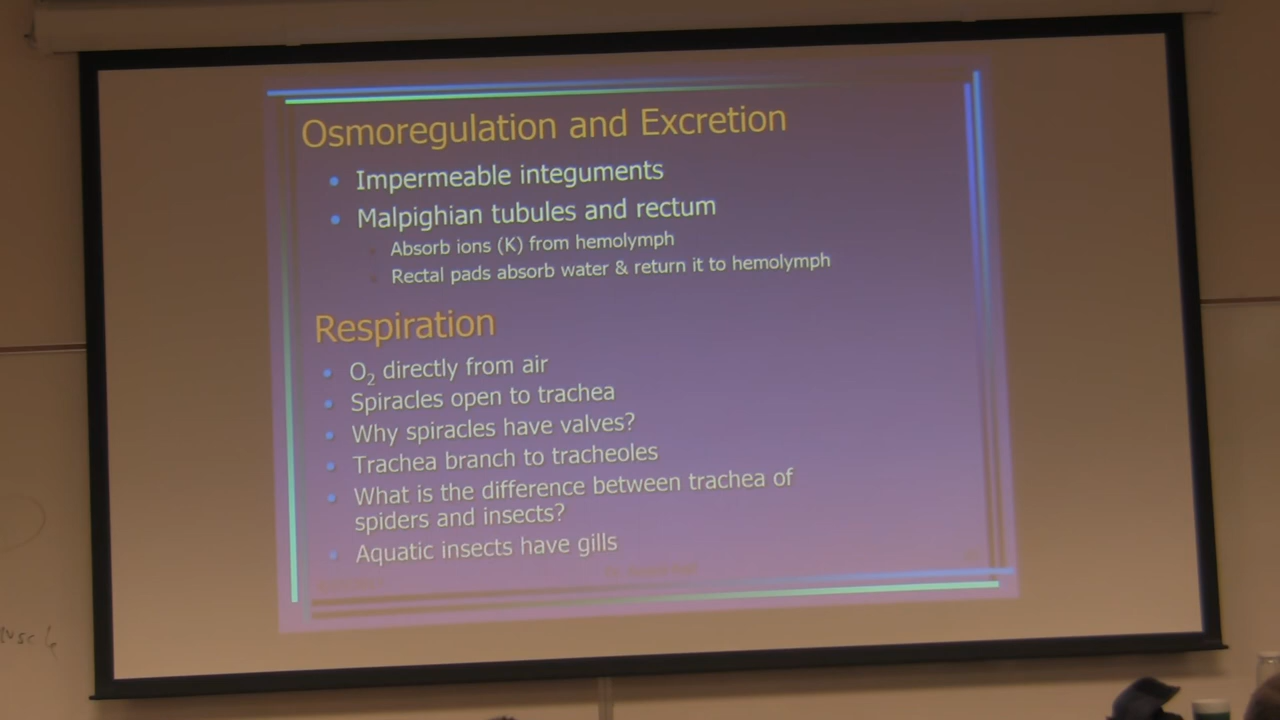 Osmoregulation and Excretion
Impermeable integuments
Malpighian tubules and rectum
Absorb ions (K) from hemolymph
Rectal pads absorb water & return it to hemolymph
Respiration
O₂ directly from air
Spiracles open to trachea
Why spiracles have valves?
Trachea branch to tracheoles
What is the difference between trachea of
spiders and insects?
Aquatic insects have gills